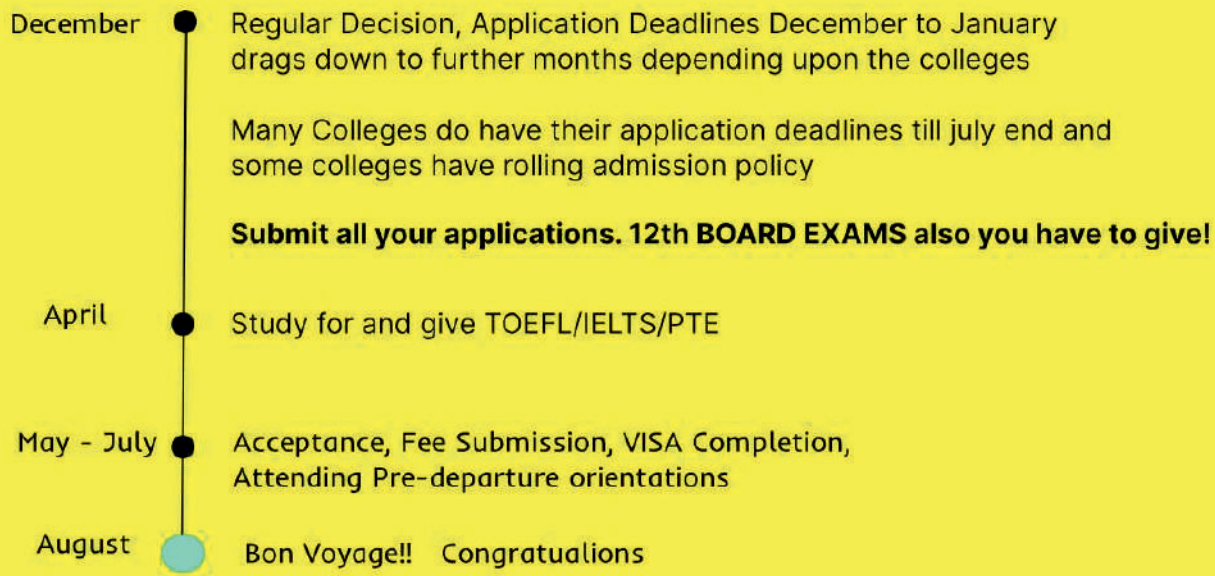 December
Regular Decision, Application Deadlines December to January
drags down to further months depending upon the colleges
Many Colleges do have their application deadlines till july end and
some colleges have rolling admission policy
Submit all your applications. 12th BOARD EXAMS also you have to give!
April
Study for and give TOEFL/IELTS/PTE
May - July
Acceptance, Fee Submission, VISA Completion,
Attending Pre-departure orientations
August
Bon Voyage!! Congratualions